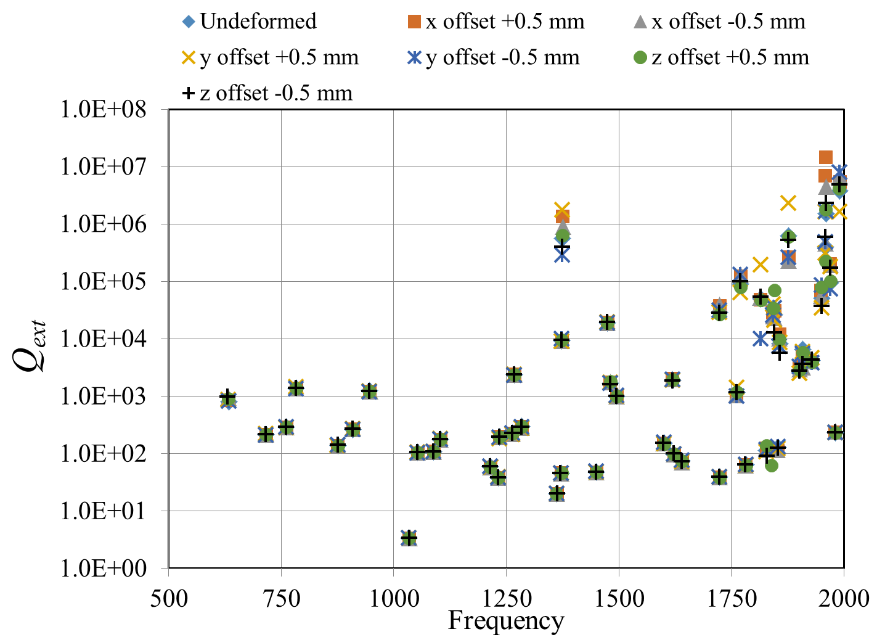 Undeformed x offset +0.5 mm x offset -0.5 mm
y offset +0.5 mm y offset -0.5 mm z offset +0.5 mm
z offset -0.5 mm
1.0E+08
1.0E+07
1.0E+06
1.0E+05
1.0E+04
1.0E+03
1.0E+02
1.0E+01
1.0E+00
Qext
500 750 1000 1250 1500 1750 2000
Frequency